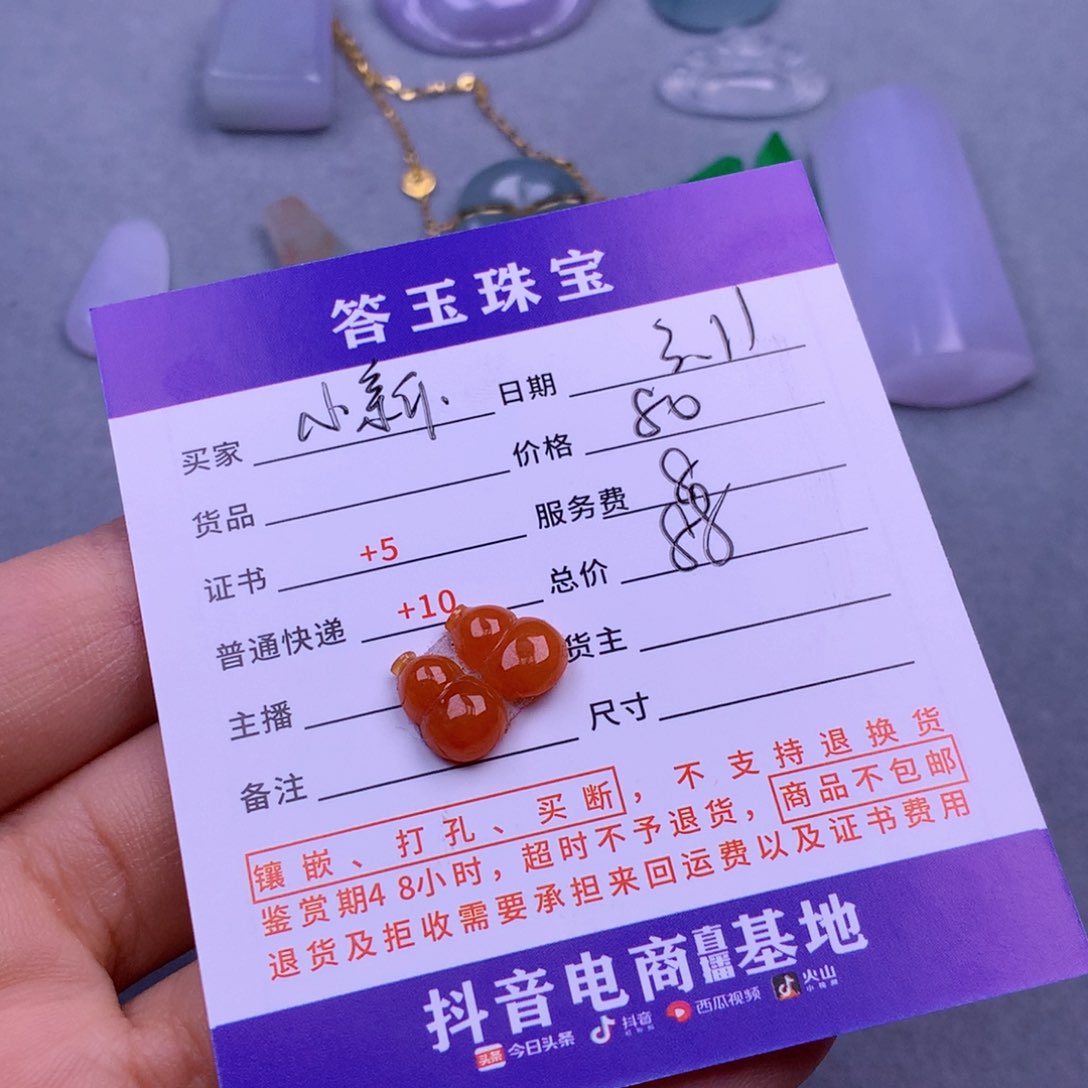 答玉珠宝
买家 小新. 日期 3.11
货品 价格 80
证书 +5 服务费 8
普通快递 +10 总价 88
主播 货主
备注 尺寸
镶嵌、打孔、买断，不支持退换货
鉴赏期48小时，超时不予退货，商品不包邮
退货及拒收需要承担来回运费以及证书费用
抖音电商直播基地
头条 今日头条 抖音 西瓜视频 火山